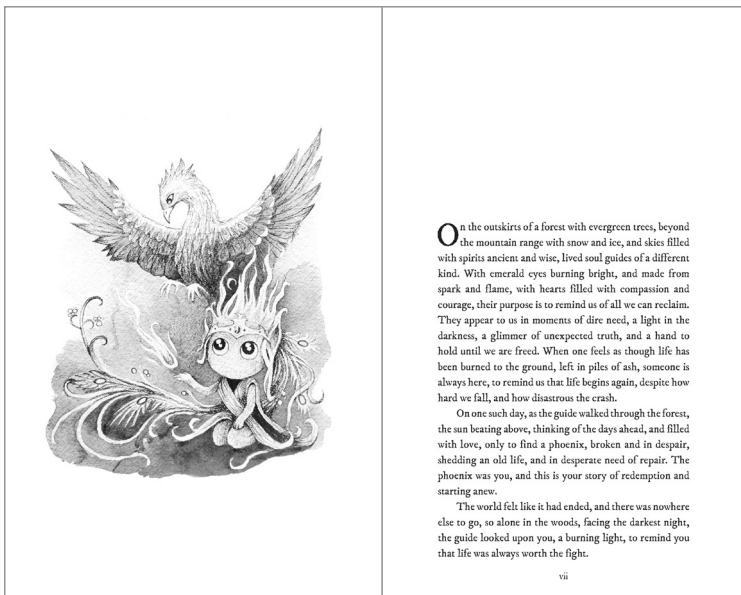 On the outskirts of a forest with evergreen trees, beyond
the mountain range with snow and ice, and skies filled
with spirits ancient and wise, lived soul guides of a different
kind. With emerald eyes burning bright, and made from
spark and flame, with hearts filled with compassion and
courage, their purpose is to remind us of all we can reclaim.
They appear to us in moments of dire need, a light in the
darkness, a glimmer of unexpected truth, and a hand to
hold until we are freed. When one feels as though life has
been burned to the ground, left in piles of ash, someone is
always here, to remind us that life begins again, despite how
hard we fall, and how disastrous the crash.
On one such day, as the guide walked through the forest,
the sun beating above, thinking of the days ahead, and filled
with love, only to find a phoenix, broken and in despair,
shedding an old life, and in desperate need of repair. The
phoenix was you, and this is your story of redemption and
starting anew.
The world felt like it had ended, and there was nowhere
else to go, so alone in the woods, facing the darkest night,
the guide looked upon you, a burning light, to remind you
that life was always worth the fight.
vii